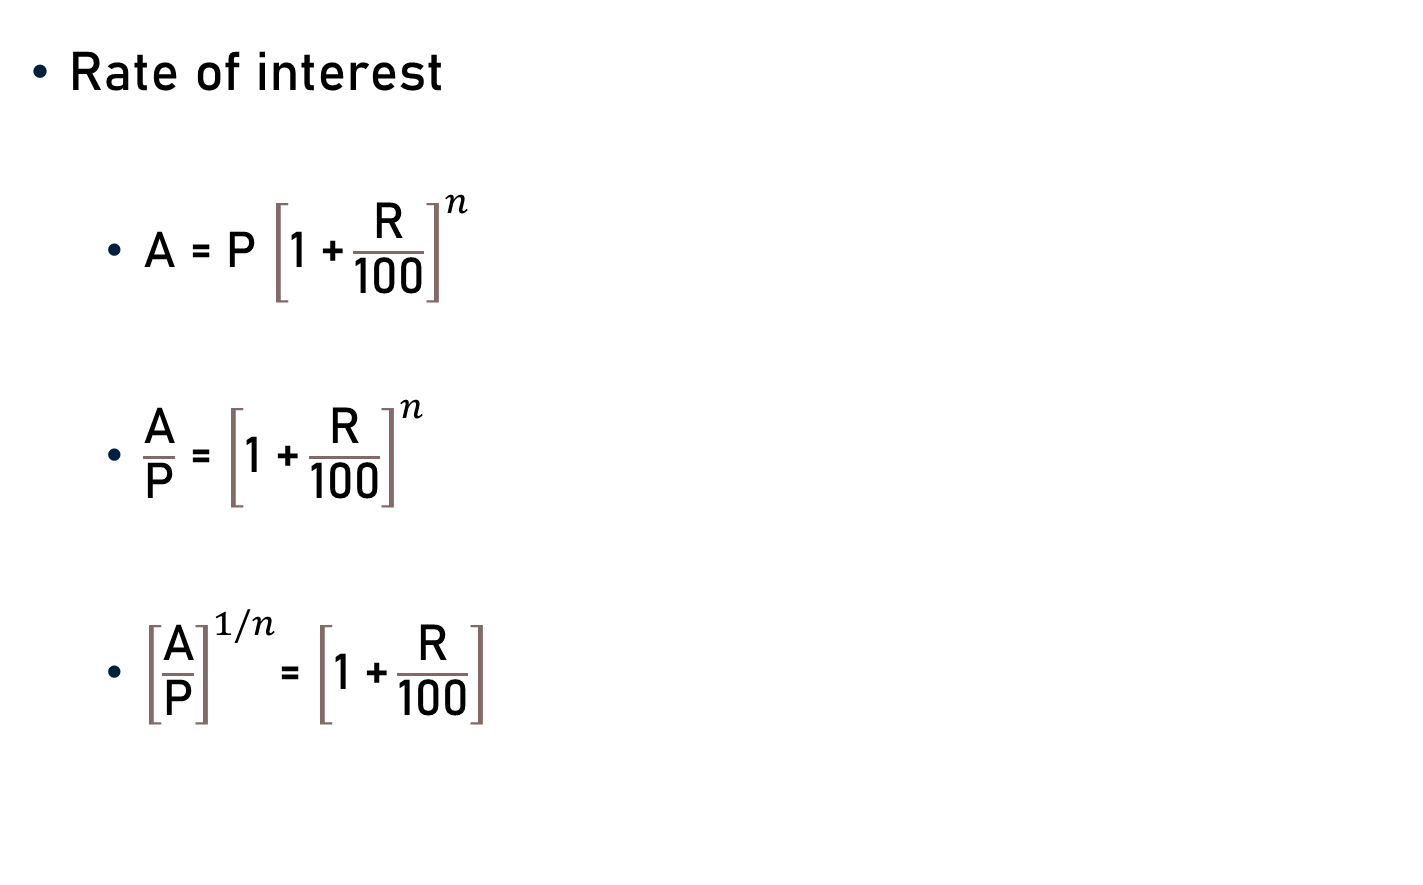 • Rate of interest
• A = P [1 + R/100]^n
• A/P = [1 + R/100]^n
• [A/P]^1/n = [1 + R/100]